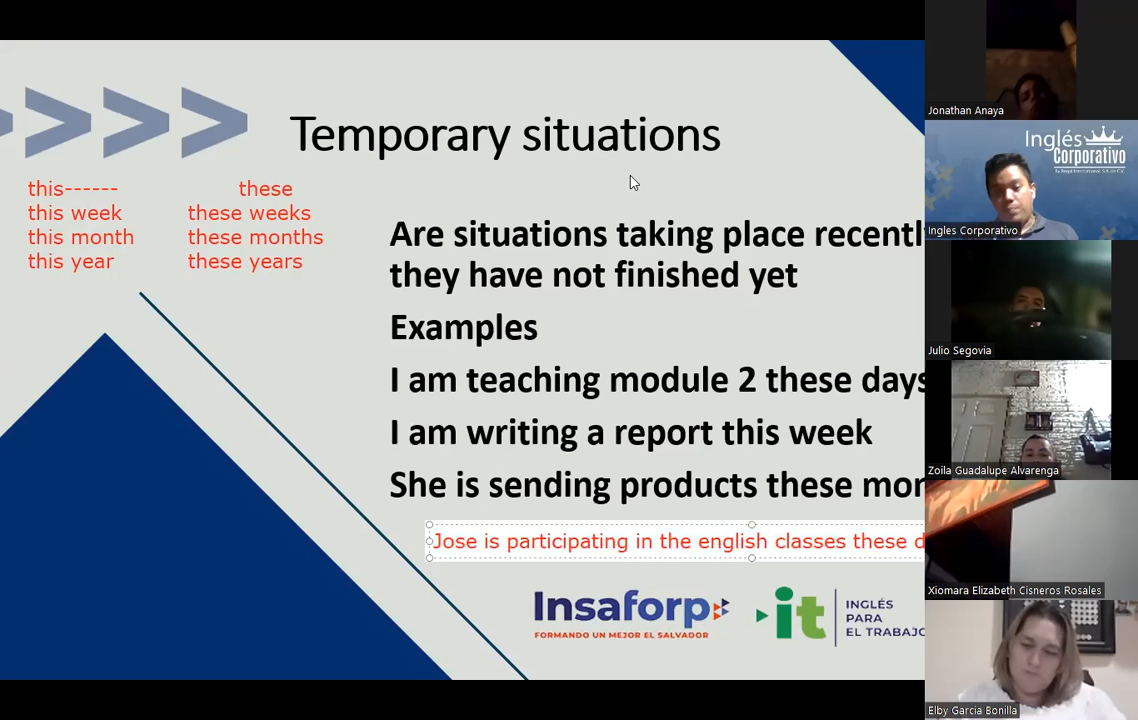 Temporary situations
this------ these
this week these weeks
this month these months
this year these years
Are situations taking place
they have not finished yet
Examples
I am teaching module 2 these
I am writing a report this week
She is sending products these
Jose is participating in the english classes these
Insaforp
FORMANDO UN MEJOR EL SALVADOR
it
INGLÉS
PARA
EL TRABAJO
Jonathan Anaya
Inglés
Corporativo
Ingles Corporativo
Julio Segovia
Zoila Guadalupe Alvarenga
Xiomara Elizabeth Cisneros Rosales
Elby Garcia Bonilla